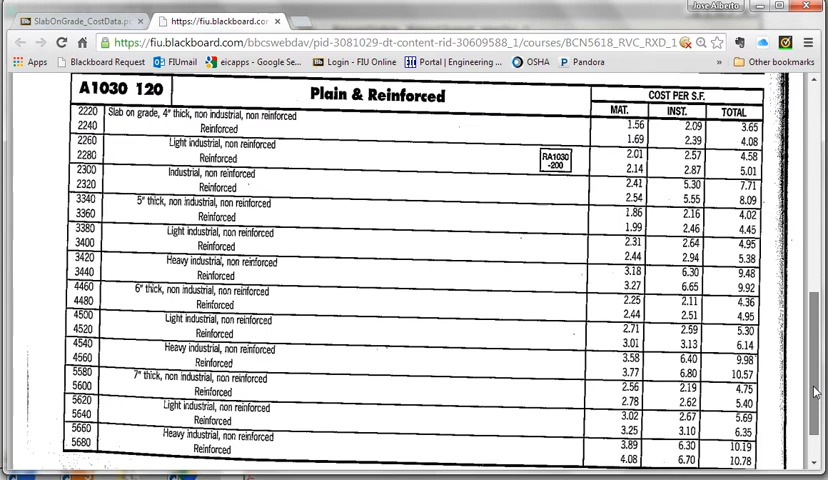 Jose Alberto
SlabOnGrade_CostData.p × https://fiu.blackboard.com/b ×
https://fiu.blackboard.com/bbcswebdav/pid-3081029-dt-content-rid-30609588_1/courses/BCN5618_RVC_RXD_1
Apps Blackboard Request FIUmail eicapps - Google Se... Login - FIU Online Portal | Engineering ... OSHA Pandora » Other bookmarks
A1030 120 Plain & Reinforced COST PER S.F.
MAT. INST. TOTAL
2220 Slab on grade, 4" thick, non industrial, non reinforced 1.56 2.09 3.65
2240 Reinforced 1.69 2.39 4.08
2260 Light industrial, non reinforced 2.01 2.57 4.58
2280 Reinforced RA1030 -200 2.14 2.87 5.01
2300 Industrial, non reinforced 2.41 5.30 7.71
2320 Reinforced 2.54 5.55 8.09
3340 5" thick, non industrial, non reinforced 1.86 2.16 4.02
3360 Reinforced 1.99 2.46 4.45
3380 Light industrial, non reinforced 2.31 2.64 4.95
3400 Reinforced 2.44 2.94 5.38
3420 Heavy industrial, non reinforced 3.18 6.30 9.48
3440 Reinforced 3.27 6.65 9.92
4460 6" thick, non industrial, non reinforced 2.25 2.11 4.36
4480 Reinforced 2.44 2.51 4.95
4500 Light industrial, non reinforced 2.71 2.59 5.30
4520 Reinforced 3.01 3.13 6.14
4540 Heavy industrial, non reinforced 3.58 6.40 9.98
4560 Reinforced 3.77 6.80 10.57
5580 7" thick, non industrial, non reinforced 2.56 2.19 4.75
5600 Reinforced 2.78 2.62 5.40
5620 Light industrial, non reinforced 3.02 2.67 5.69
5640 Reinforced 3.25 3.10 6.35
5660 Heavy industrial, non reinforced 3.89 6.30 10.19
5680 Reinforced 4.08 6.70 10.78